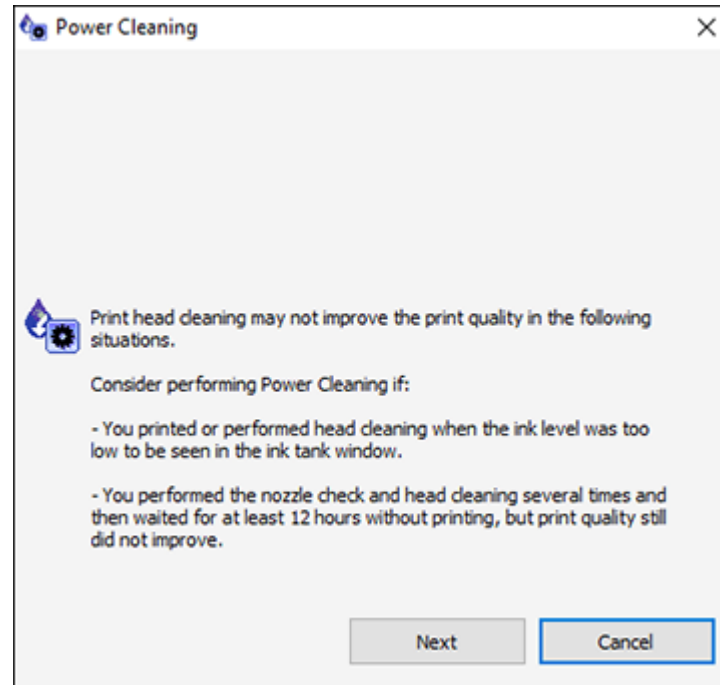 Power Cleaning
Print head cleaning may not improve the print quality in the following
situations.
Consider performing Power Cleaning if:
- You printed or performed head cleaning when the ink level was too
low to be seen in the ink tank window.
- You performed the nozzle check and head cleaning several times and
then waited for at least 12 hours without printing, but print quality still
did not improve.
Next
Cancel